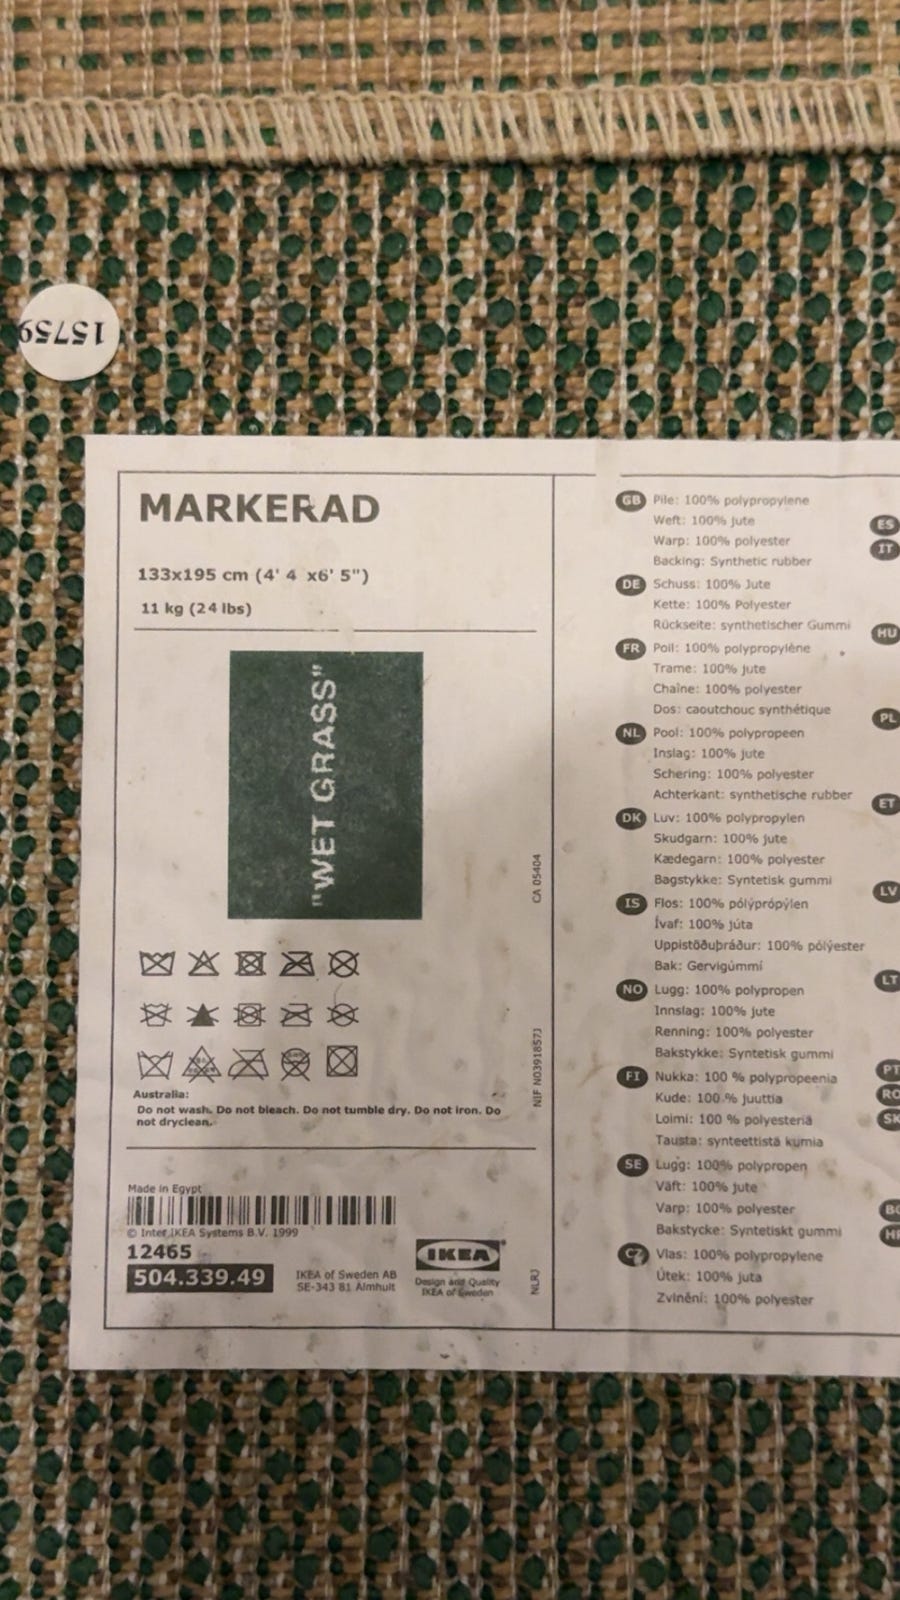 15759
MARKERAD
133x195 cm (4' 4 x6' 5")
11 kg (24 lbs)
"WET GRASS"
Australia:
Do not wash. Do not bleach. Do not tumble dry. Do not iron. Do
not dryclean.
Made in Egypt
© Inter IKEA Systems B.V. 1999
12465
504.339.49
IKEA of Sweden AB
SE-343 81 Älmhult
IKEA
Design and Quality
IKEA of Sweden
CA 05404
NIF N0391857J
NLRJ
GB Pile: 100% polypropylene
Weft: 100% jute
Warp: 100% polyester
Backing: Synthetic rubber
DE Schuss: 100% Jute
Kette: 100% Polyester
Rückseite: synthetischer Gummi
FR Poil: 100% polypropylène
Trame: 100% jute
Chaîne: 100% polyester
Dos: caoutchouc synthétique
NL Pool: 100% polypropeen
Inslag: 100% jute
Schering: 100% polyester
Achterkant: synthetische rubber
DK Luv: 100% polypropylen
Skudgarn: 100% jute
Kædegarn: 100% polyester
Bagstykke: Syntetisk gummi
IS Flos: 100% pólýprópýlen
Ívaf: 100% júta
Uppistöðuþráður: 100% pólýester
Bak: Gervigúmmí
NO Lugg: 100% polypropen
Innslag: 100% jute
Renning: 100% polyester
Bakstykke: Syntetisk gummi
FI Nukka: 100 % polypropeenia
Kude: 100 % juuttia
Loimi: 100 % polyesteriä
Tausta: synteettistä kumia
SE Lugg: 100% polypropen
Väft: 100% jute
Varp: 100% polyester
Bakstycke: Syntetiskt gummi
CZ Vlas: 100% polypropylene
Útek: 100% juta
Zvlnění: 100% polyester
ES
IT
HU
PL
ET
LV
LT
PT
RO
SK